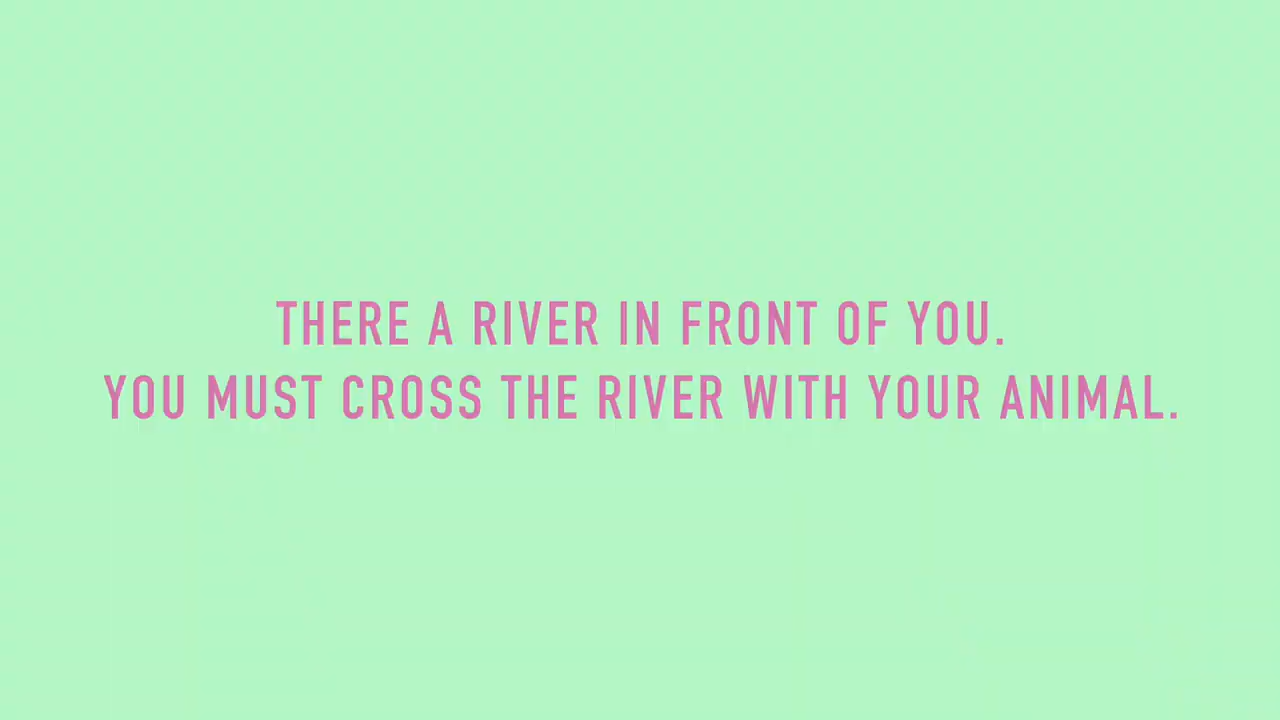 THERE A RIVER IN FRONT OF YOU.
YOU MUST CROSS THE RIVER WITH YOUR ANIMAL.